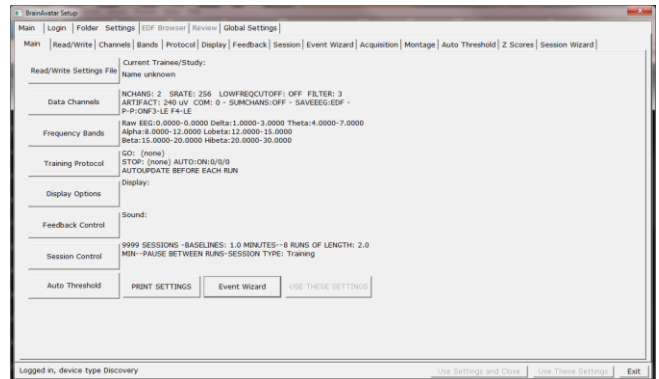 BrainAvatar Setup
Main Login Folder Settings EDF Browser Review Global Settings
Main Read/Write Channels Bands Protocol Display Feedback Session Event Wizard Acquisition Montage Auto Threshold Z Scores Session Wizard
Read/Write Settings File
Current Trainee/Study:
Name unknown
Data Channels
NCHANS: 2 SRATE: 256 LOWFREQCUTOFF: OFF FILTER: 3
ARTIFACT: 240 uV COM: 0 - SUMCHANS:OFF - SAVEEEG:EDF -
P-P:ONF3-LE F4-LE
Frequency Bands
Raw EEG:0.0000-0.0000 Delta:1.0000-3.0000 Theta:4.0000-7.0000
Alpha:8.0000-12.0000 Lobeta:12.0000-15.0000
Beta:15.0000-20.0000 Hibeta:20.0000-30.0000
Training Protocol
GO: (none)
STOP: (none) AUTO:ON:0/0/0
AUTOUPDATE BEFORE EACH RUN
Display Options
Display:
Feedback Control
Sound:
Session Control
9999 SESSIONS -BASELINES: 1.0 MINUTES--8 RUNS OF LENGTH: 2.0
MIN--PAUSE BETWEEN RUNS-SESSION TYPE: Training
Auto Threshold PRINT SETTINGS Event Wizard USE THESE SETTINGS
Logged in, device type Discovery Use Settings and Close Use These Settings Exit